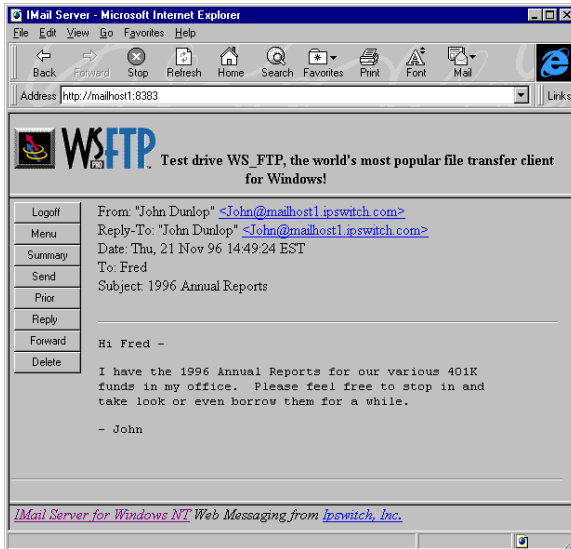 IMail Server - Microsoft Internet Explorer
File Edit View Go Favorites Help
Back Forward Stop Refresh Home Search Favorites Print Font Mail
Address http://mailhost1:8383 Links
WS FTP PRO Test drive WS_FTP, the world's most popular file transfer client
for Windows!
Logoff
Menu
Summary
Send
Prior
Reply
Forward
Delete
From: "John Dunlop" <John@mailhost1.ipswitch.com>
Reply-To: "John Dunlop" <John@mailhost1.ipswitch.com>
Date: Thu, 21 Nov 96 14:49:24 EST
To: Fred
Subject: 1996 Annual Reports
Hi Fred -
I have the 1996 Annual Reports for our various 401K
funds in my office.  Please feel free to stop in and
take look or even borrow them for a while.
- John
IMail Server for Windows NT Web Messaging from Ipswitch, Inc.